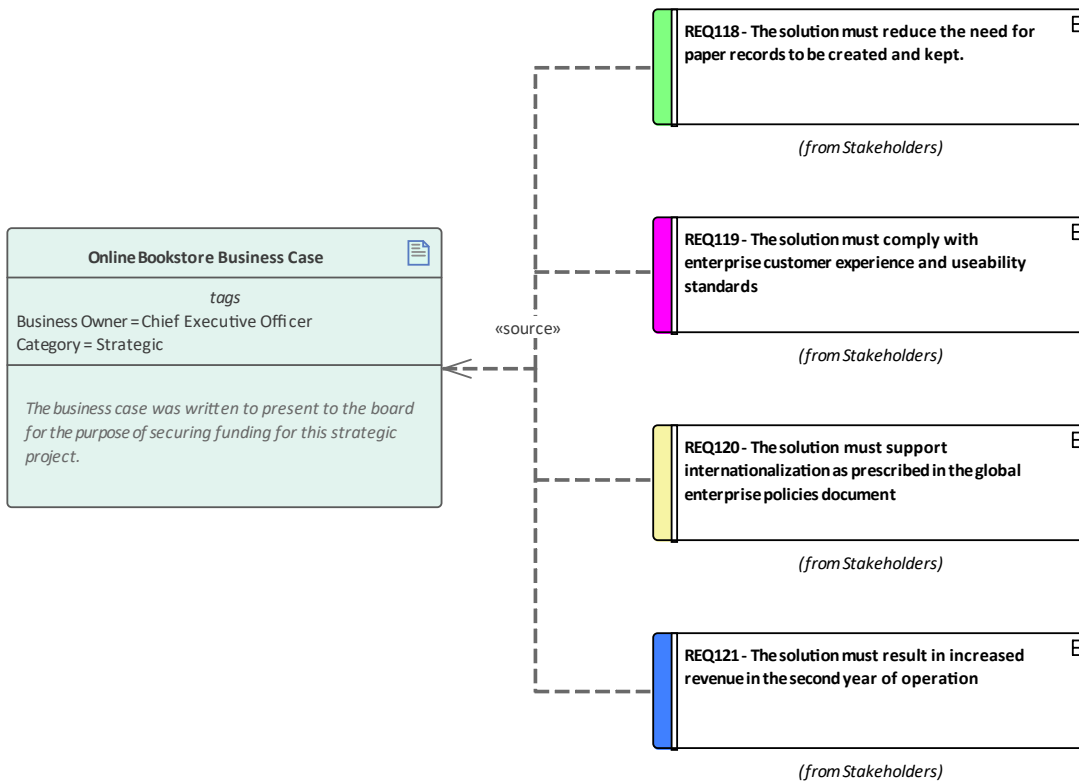 Online Bookstore Business Case
tags
Business Owner = Chief Executive Officer
Category = Strategic
The business case was written to present to the board
for the purpose of securing funding for this strategic
project.
«source»
REQ118 - The solution must reduce the need for
paper records to be created and kept.
(from Stakeholders)
REQ119 - The solution must comply with
enterprise customer experience and useability
standards
(from Stakeholders)
REQ120 - The solution must support
internationalization as prescribed in the global
enterprise policies document
(from Stakeholders)
REQ121 - The solution must result in increased
revenue in the second year of operation
(from Stakeholders)